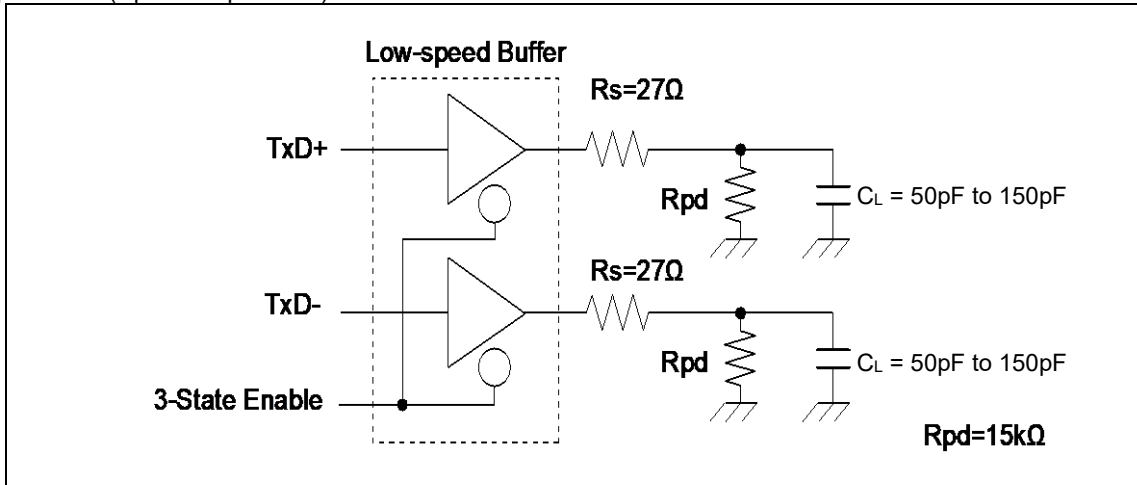 Low-speed Buffer
Rs=27Ω
TxD+
Rpd
CL = 50pF to 150pF
Rs=27Ω
TxD-
Rpd
CL = 50pF to 150pF
3-State Enable
Rpd=15kΩ